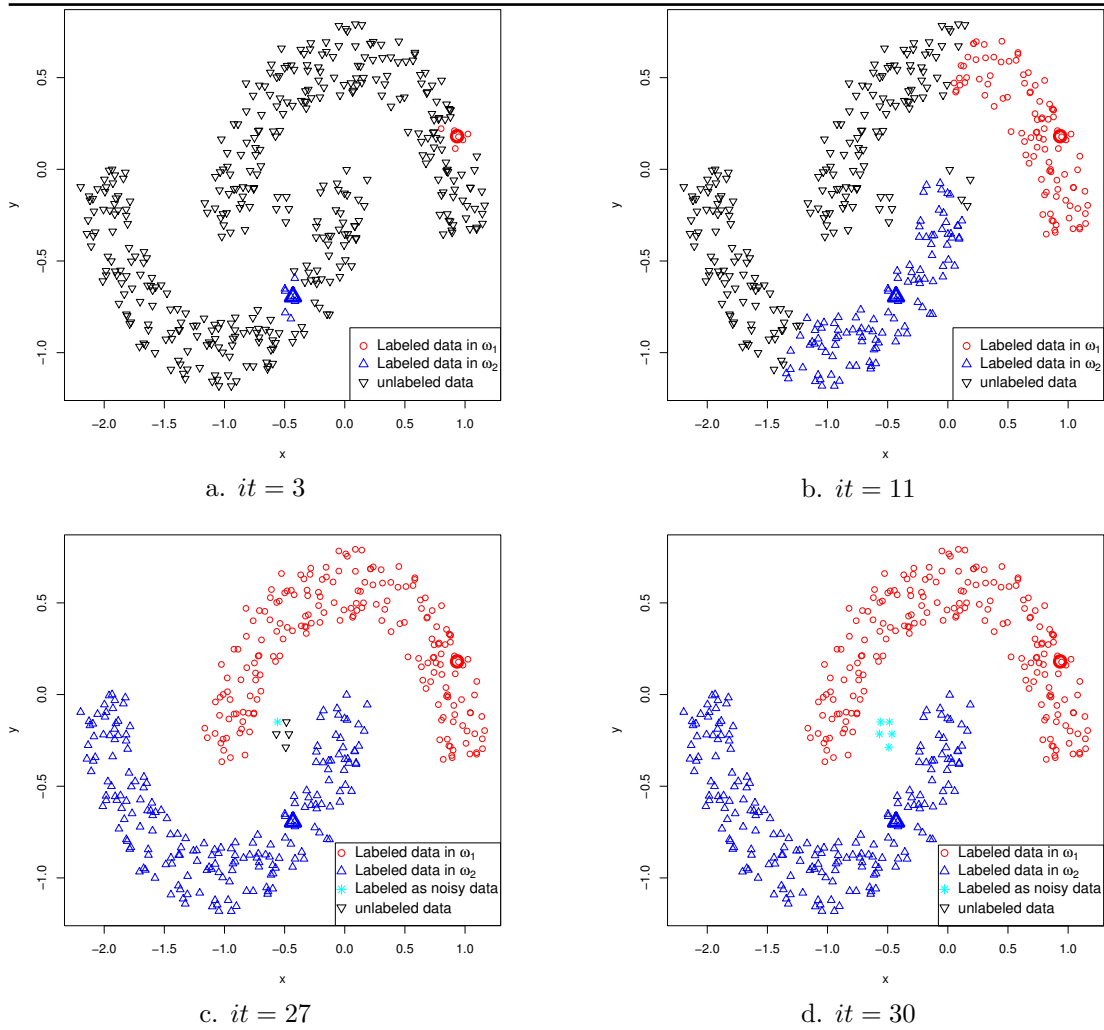 0.5
0.0
−0.5
−1.0
y
−2.0 −1.5 −1.0 −0.5 0.0 0.5 1.0
x
Labeled data in ω₁
Labeled data in ω₂
unlabeled data
a. it = 3
0.5
0.0
−0.5
−1.0
y
−2.0 −1.5 −1.0 −0.5 0.0 0.5 1.0
x
Labeled data in ω₁
Labeled data in ω₂
unlabeled data
b. it = 11
0.5
0.0
−0.5
−1.0
y
−2.0 −1.5 −1.0 −0.5 0.0 0.5 1.0
x
Labeled data in ω₁
Labeled data in ω₂
Labeled as noisy data
unlabeled data
c. it = 27
0.5
0.0
−0.5
−1.0
y
−2.0 −1.5 −1.0 −0.5 0.0 0.5 1.0
x
Labeled data in ω₁
Labeled data in ω₂
Labeled as noisy data
unlabeled data
d. it = 30